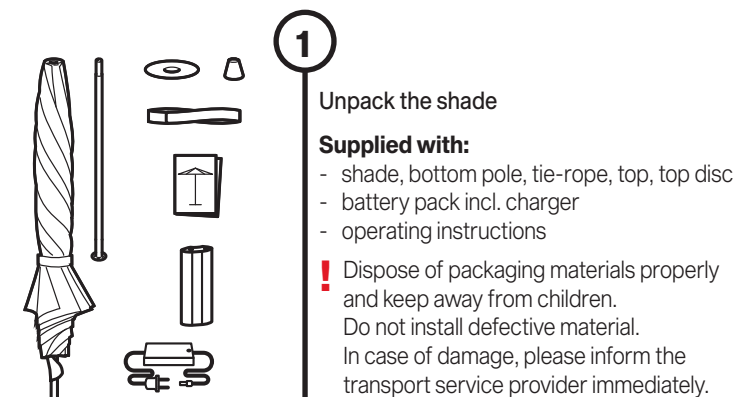 1
Unpack the shade
Supplied with:
- shade, bottom pole, tie-rope, top, top disc
- battery pack incl. charger
- operating instructions
! Dispose of packaging materials properly
and keep away from children.
Do not install defective material.
In case of damage, please inform the
transport service provider immediately.